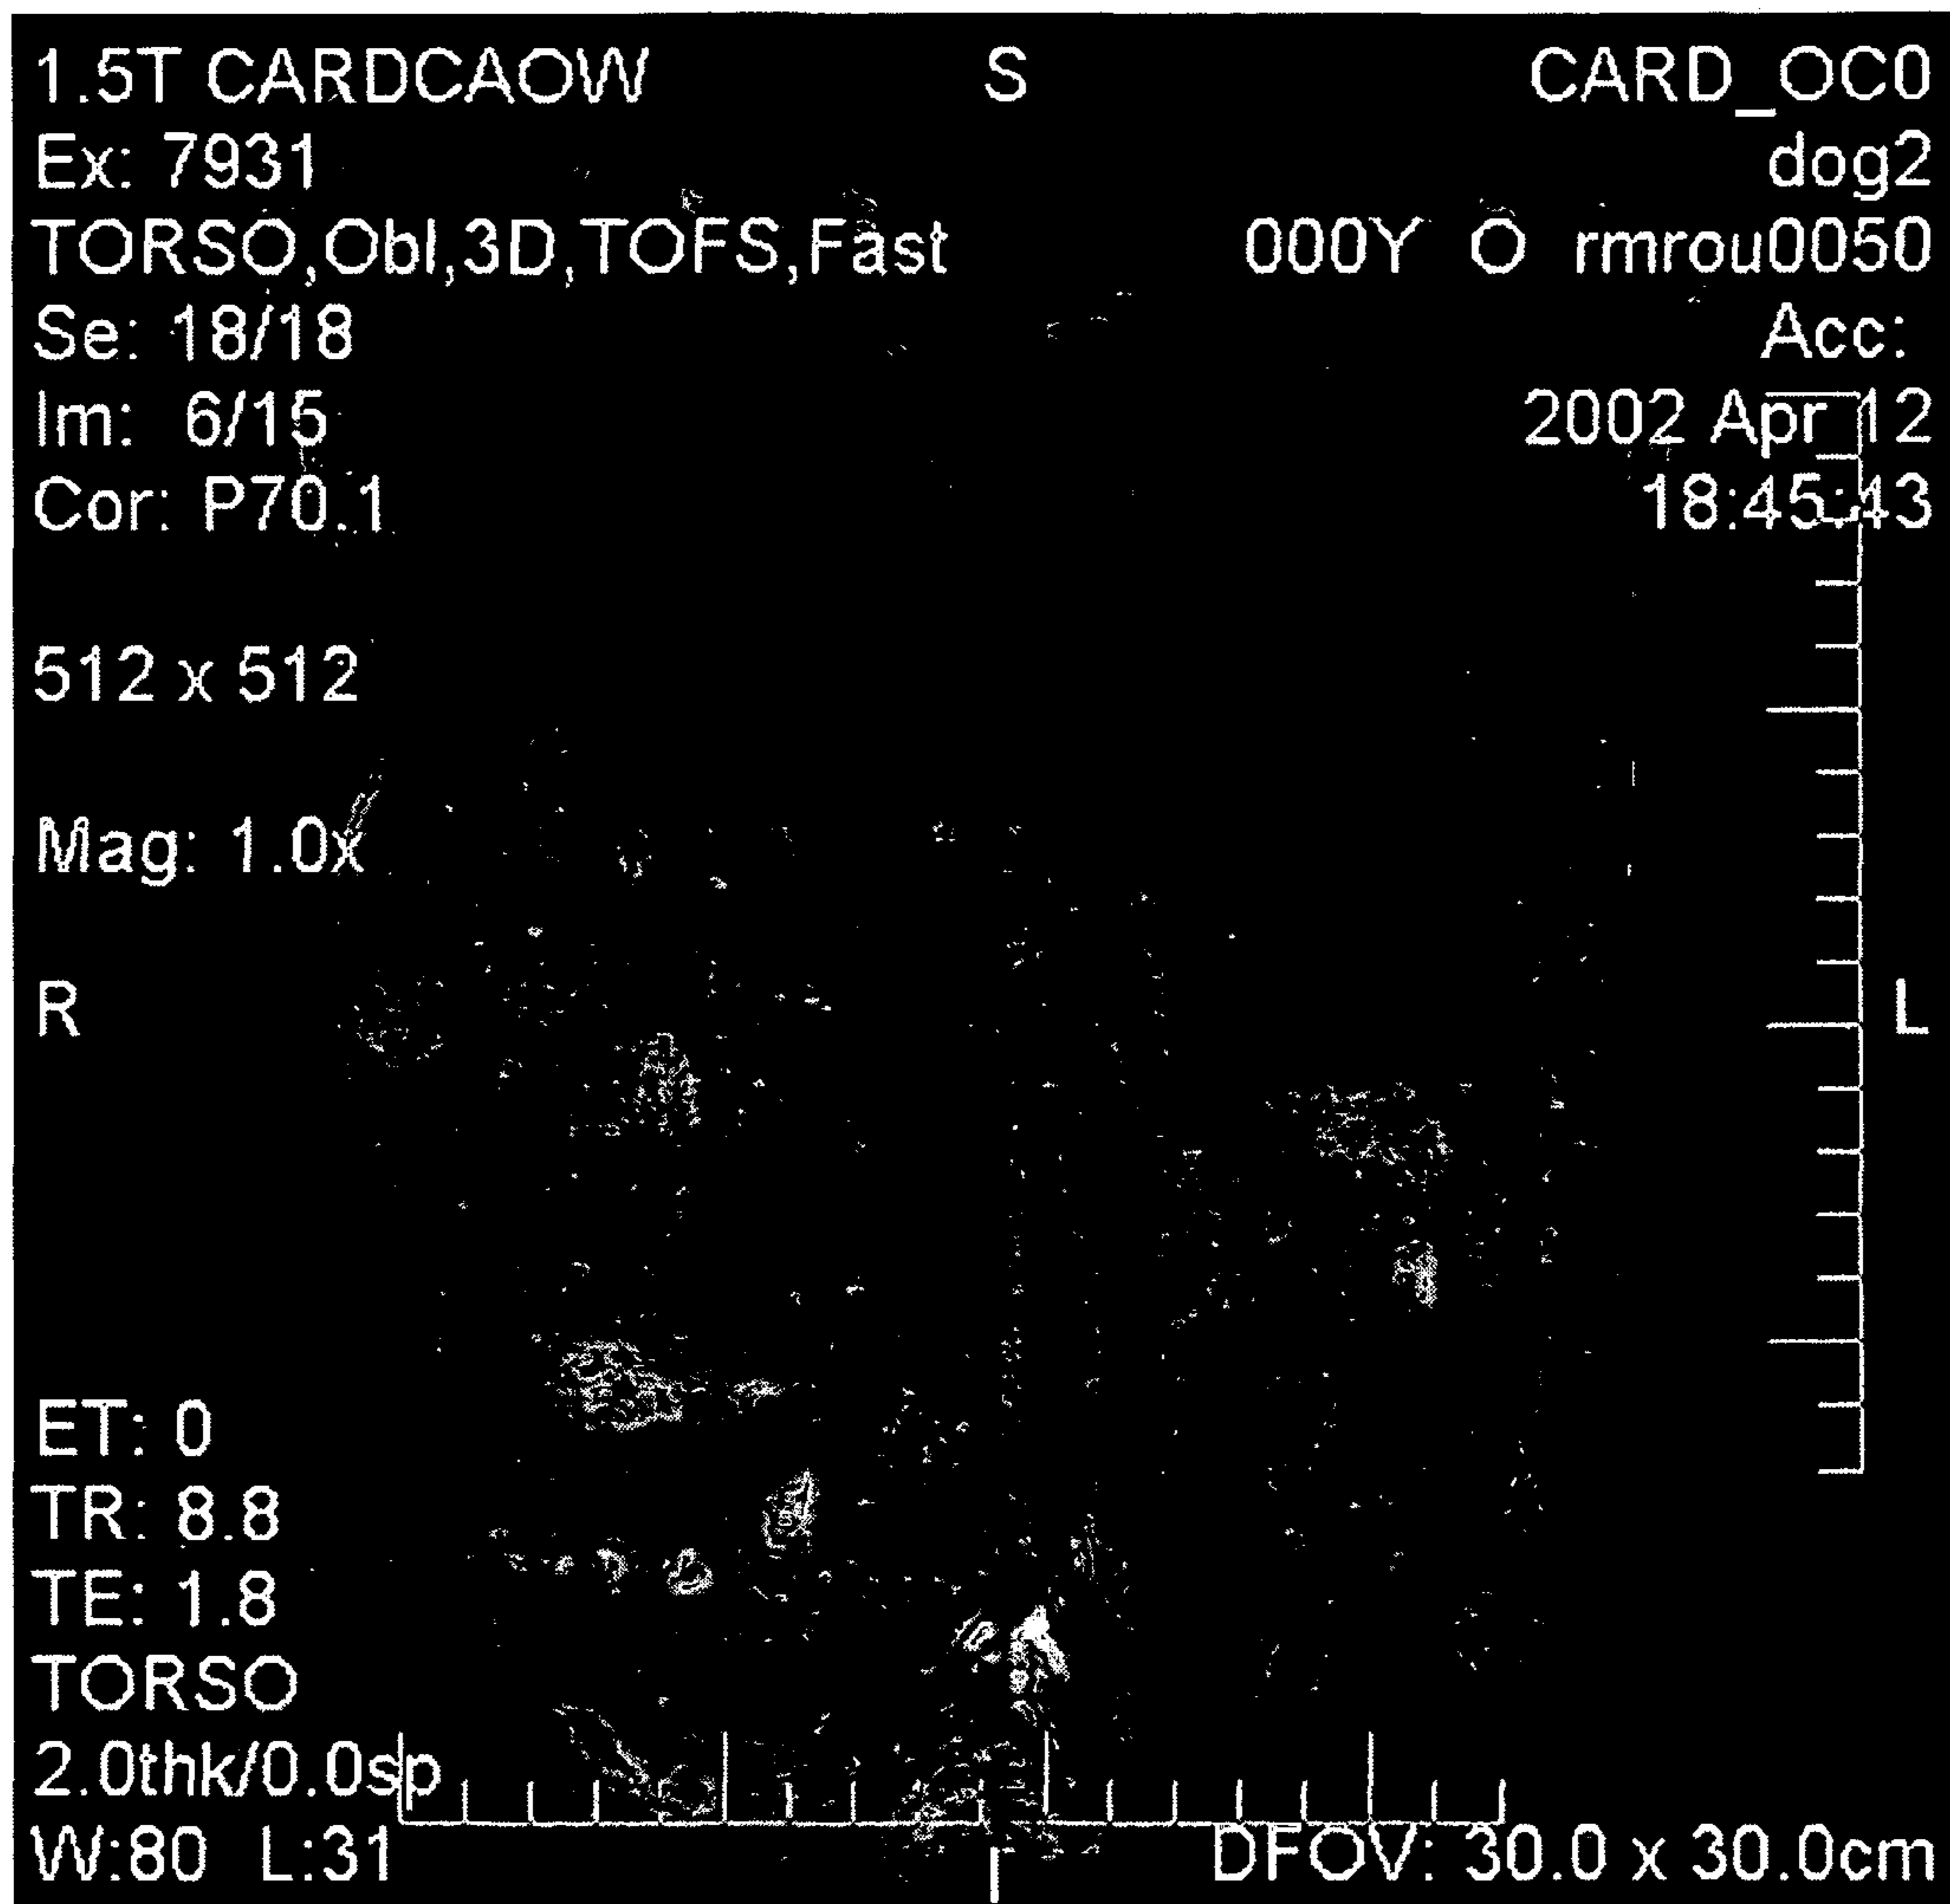 1.5T CARDCAOW
S
CARD_OC0
Ex: 7931
dog2
TORSO,Obl,3D,TOFS,Fast
000Y O rmrou0050
Se: 18/18
Acc:
Im: 6/15
2002 Apr 12
Cor: P70.1
18:45:43
512 x 512
Mag: 1.0x
R
L
ET: 0
TR: 8.8
TE: 1.8
TORSO
2.0thk/0.0sp
W:80 L:31
DFOV: 30.0 x 30.0cm
I